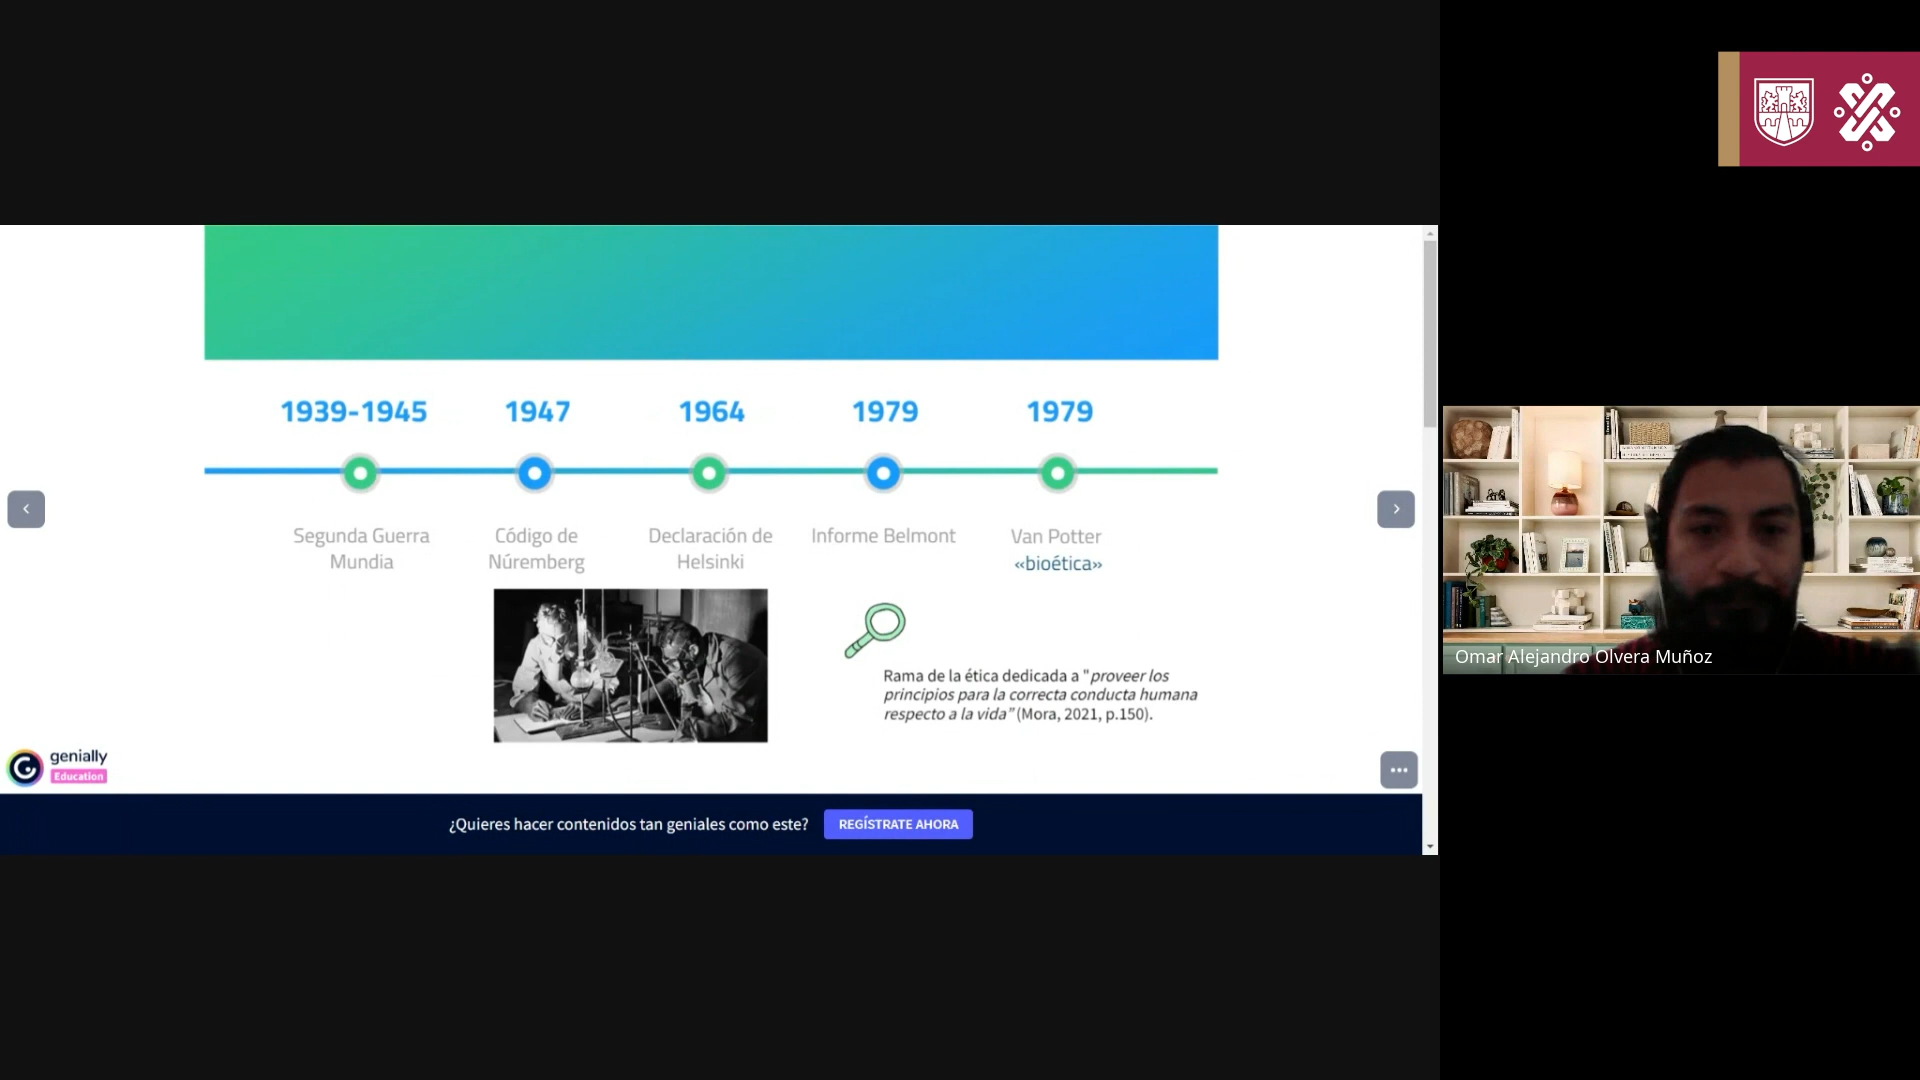 1939-1945
1947
1964
1979
1979
Segunda Guerra
Mundia
Código de
Núremberg
Declaración de
Helsinki
Informe Belmont
Van Potter
«bioética»
Rama de la ética dedicada a "proveer los
principios para la correcta conducta humana
respecto a la vida" (Mora, 2021, p.150).
genially
Education
¿Quieres hacer contenidos tan geniales como este?
REGÍSTRATE AHORA
Omar Alejandro Olvera Muñoz